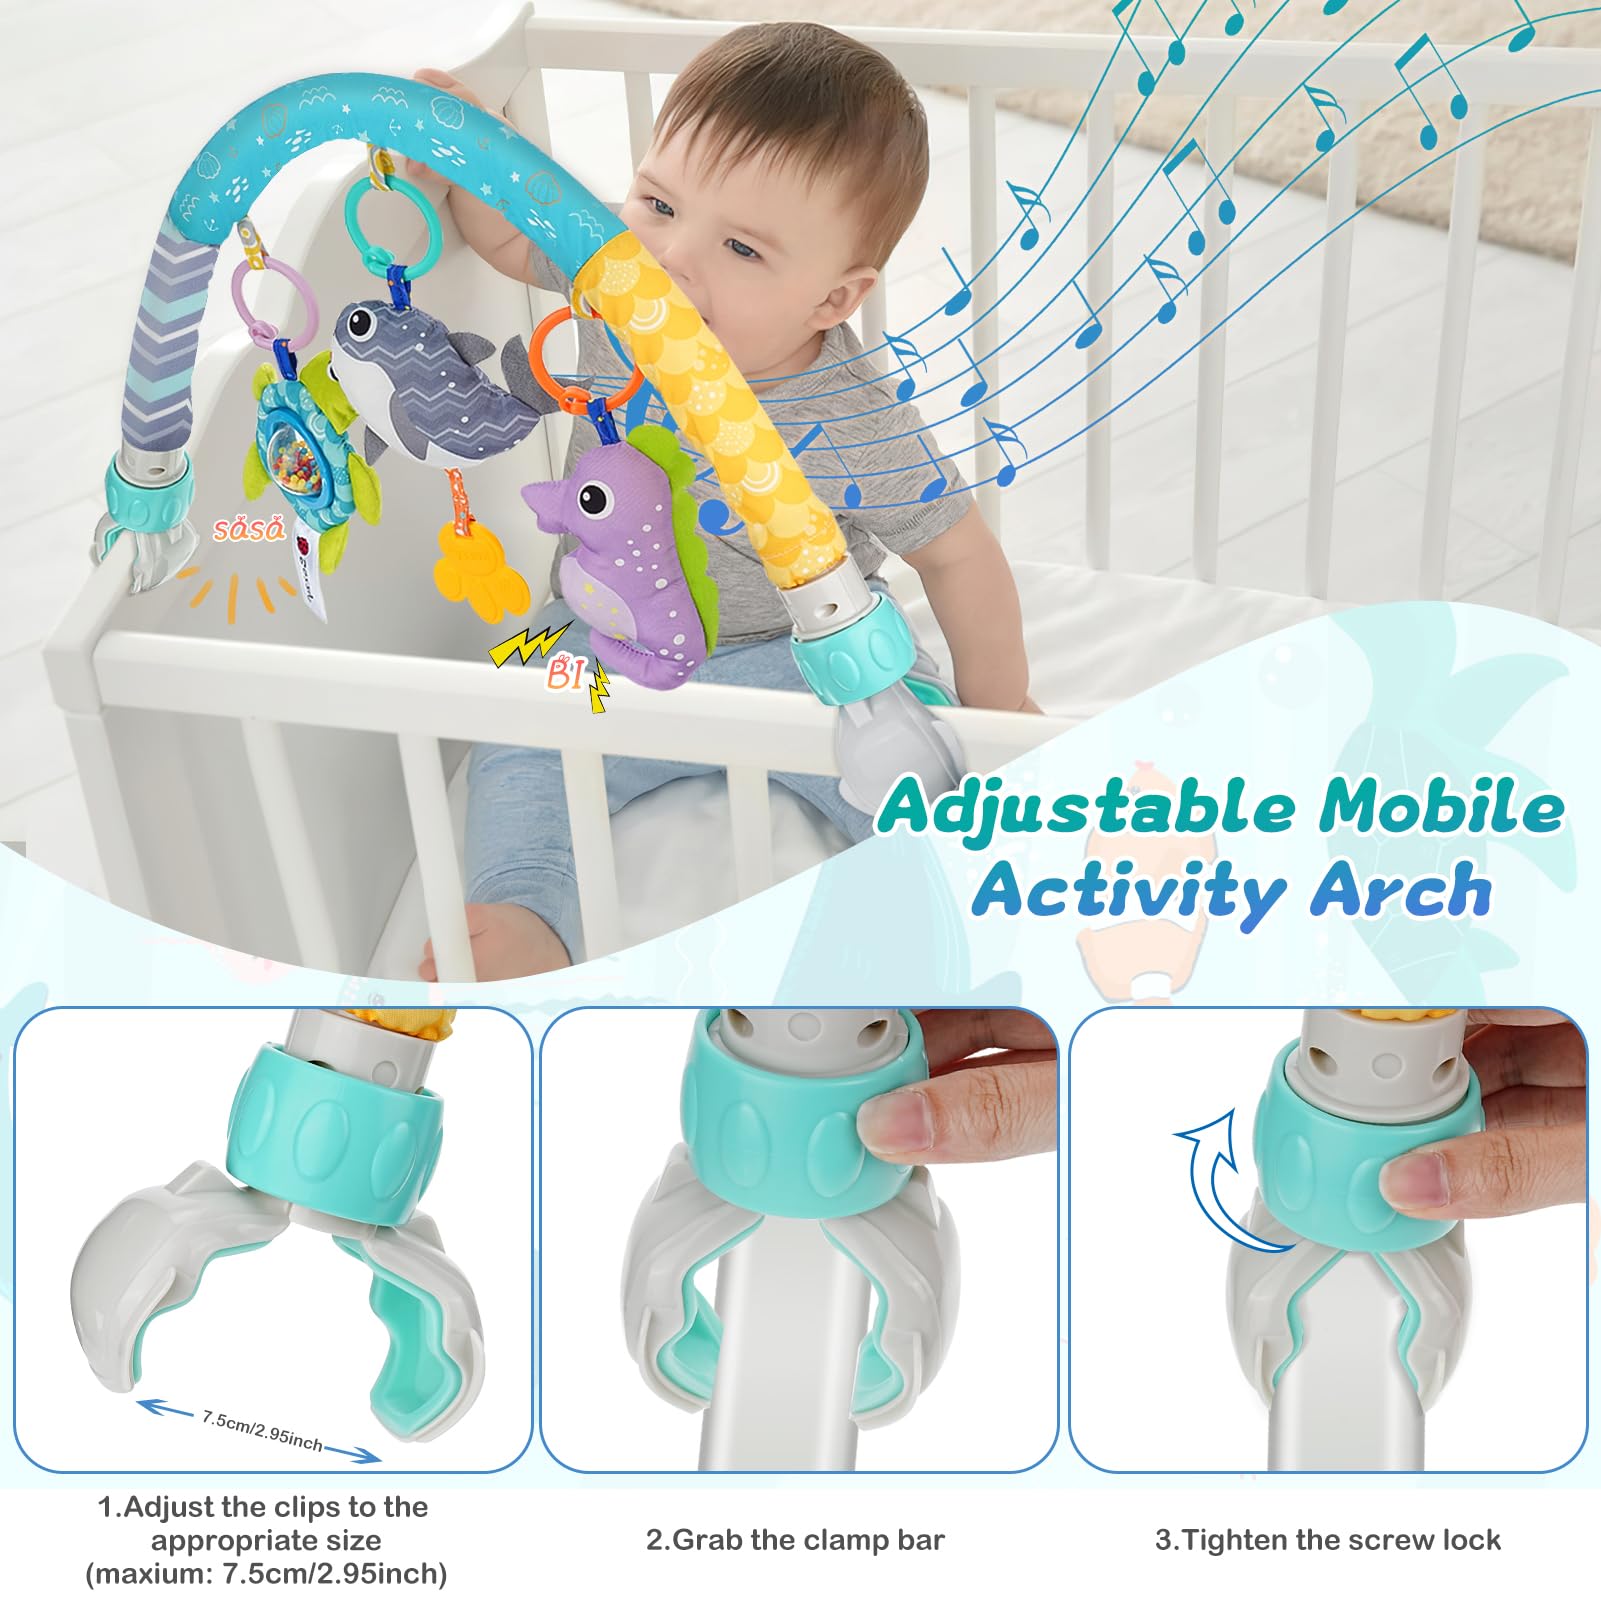 sasa
BI
Adjustable Mobile
Activity Arch
7.5cm/2.95inch
1.Adjust the clips to the
appropriate size
(maxium: 7.5cm/2.95inch)
2.Grab the clamp bar
3.Tighten the screw lock